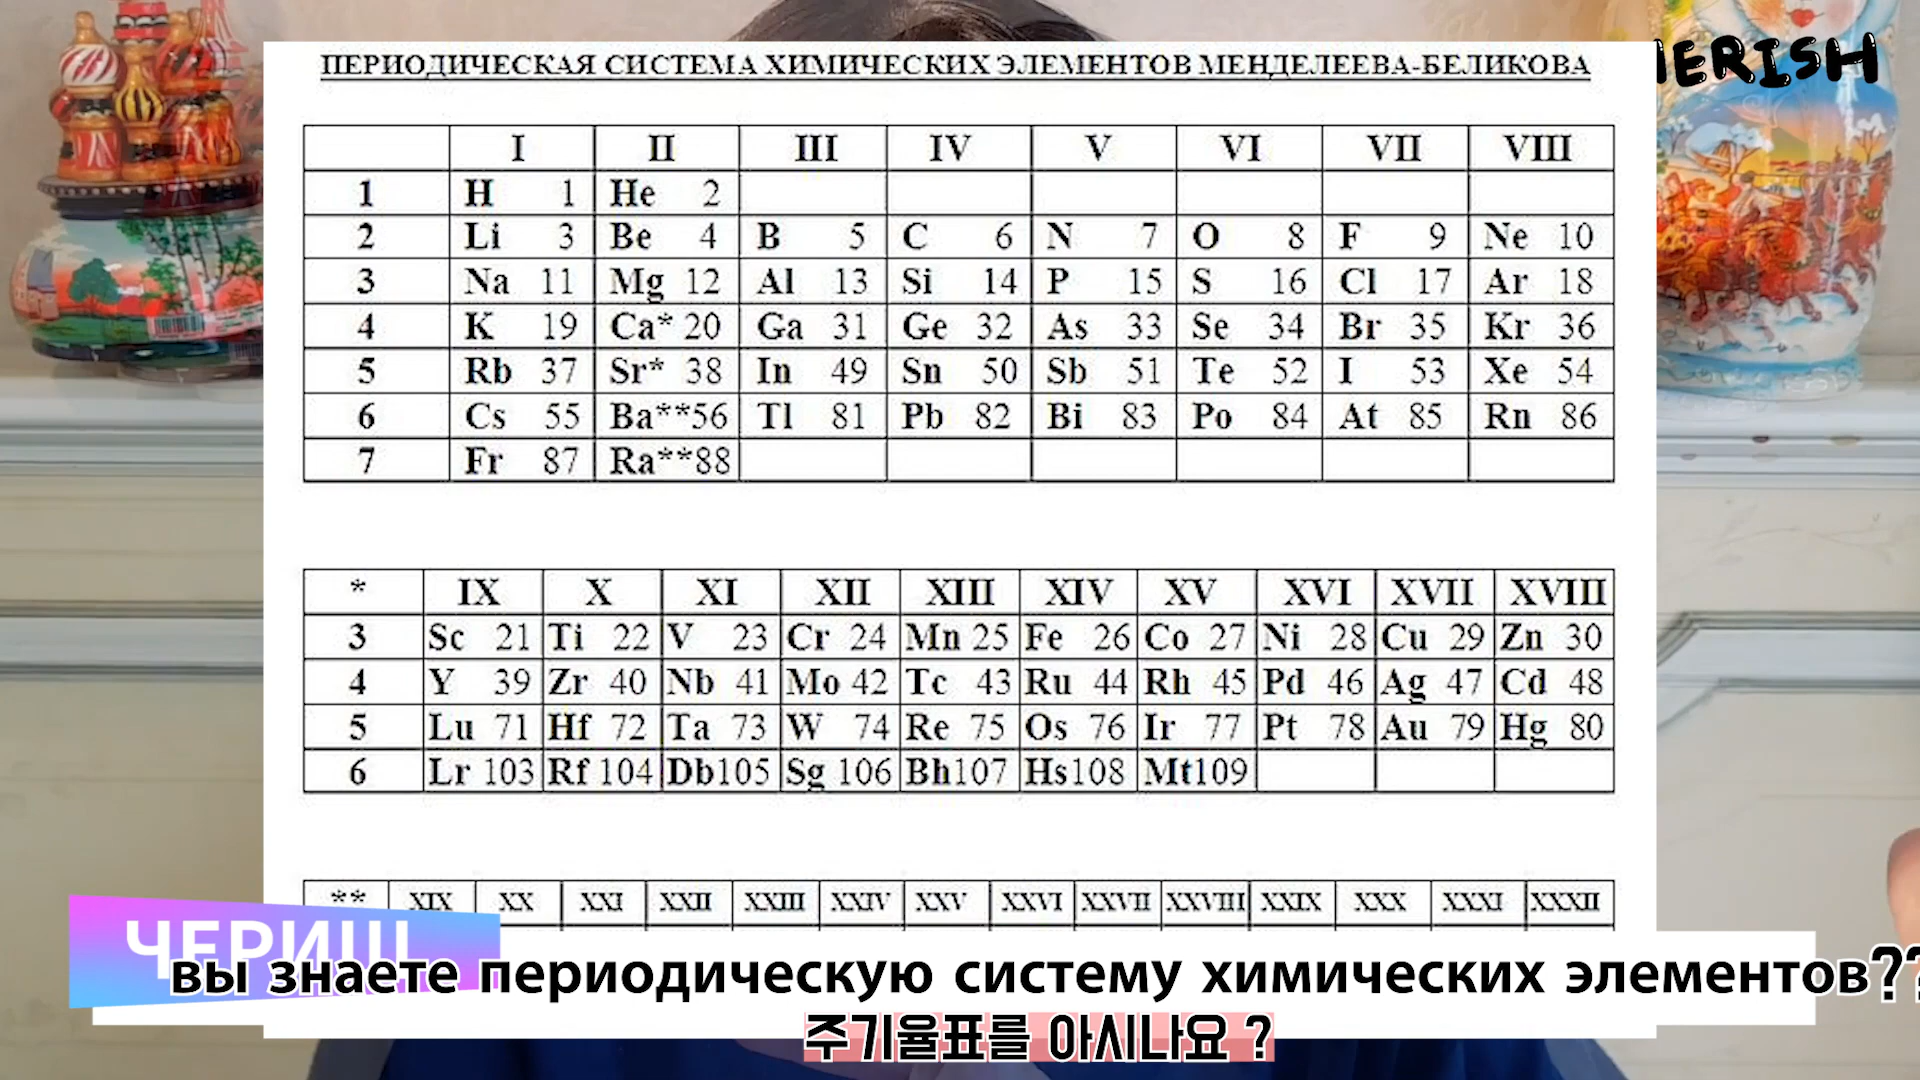 ПЕРИОДИЧЕСКАЯ СИСТЕМА ХИМИЧЕСКИХ ЭЛЕМЕНТОВ МЕНДЕЛЕЕВА-БЕЛИКОВА
I II III IV V VI VII VIII
1 H 1 He 2
2 Li 3 Be 4 B 5 C 6 N 7 O 8 F 9 Ne 10
3 Na 11 Mg 12 Al 13 Si 14 P 15 S 16 Cl 17 Ar 18
4 K 19 Ca* 20 Ga 31 Ge 32 As 33 Se 34 Br 35 Kr 36
5 Rb 37 Sr* 38 In 49 Sn 50 Sb 51 Te 52 I 53 Xe 54
6 Cs 55 Ba**56 Tl 81 Pb 82 Bi 83 Po 84 At 85 Rn 86
7 Fr 87 Ra**88
* IX X XI XII XIII XIV XV XVI XVII XVIII
3 Sc 21 Ti 22 V 23 Cr 24 Mn 25 Fe 26 Co 27 Ni 28 Cu 29 Zn 30
4 Y 39 Zr 40 Nb 41 Mo 42 Tc 43 Ru 44 Rh 45 Pd 46 Ag 47 Cd 48
5 Lu 71 Hf 72 Ta 73 W 74 Re 75 Os 76 Ir 77 Pt 78 Au 79 Hg 80
6 Lr 103 Rf 104 Db105 Sg 106 Bh107 Hs108 Mt109
** XIX XX XXI XXII XXIII XXIV XXV XXVI XXVII XXVIII XXIX XXX XXXI XXXII
ЧЕРИШ
вы знаете периодическую систему химических элементов??
주기율표를 아시나요 ?